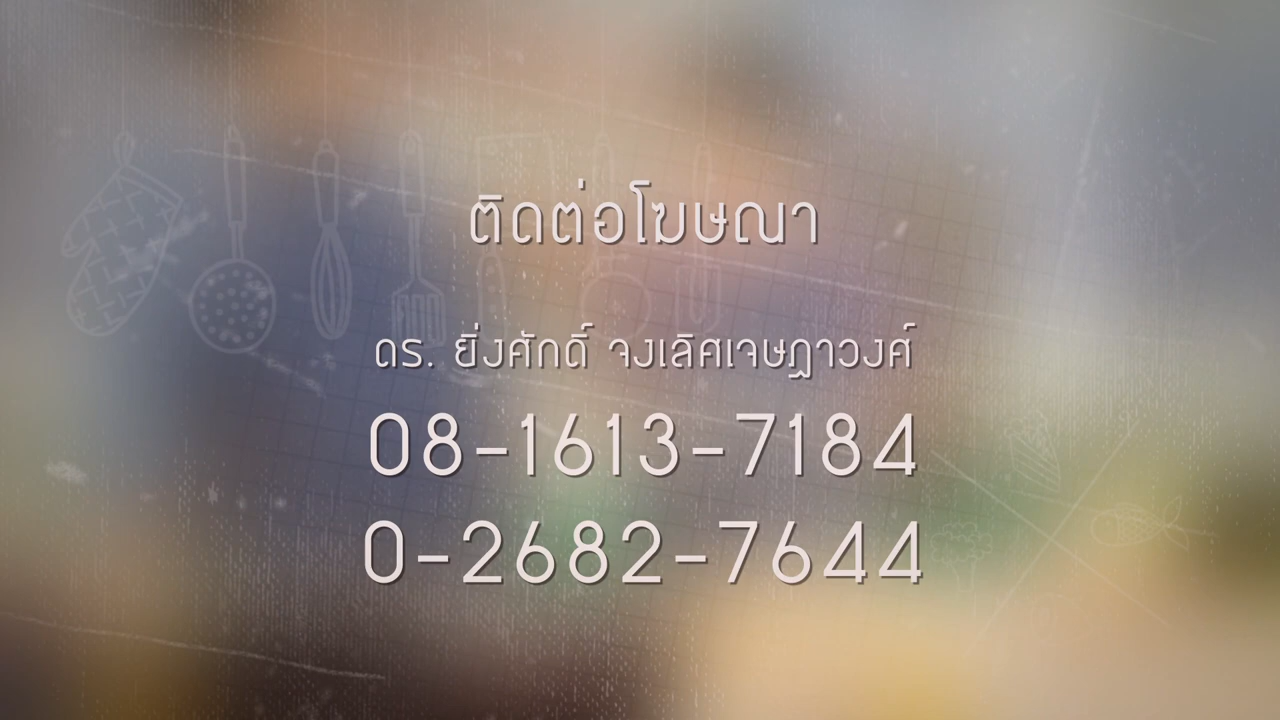 ติดต่อโฆษณา
ดร. ยิ่งศักดิ์ จงเลิศเจษฎาวงศ์
08-1613-7184
0-2682-7644